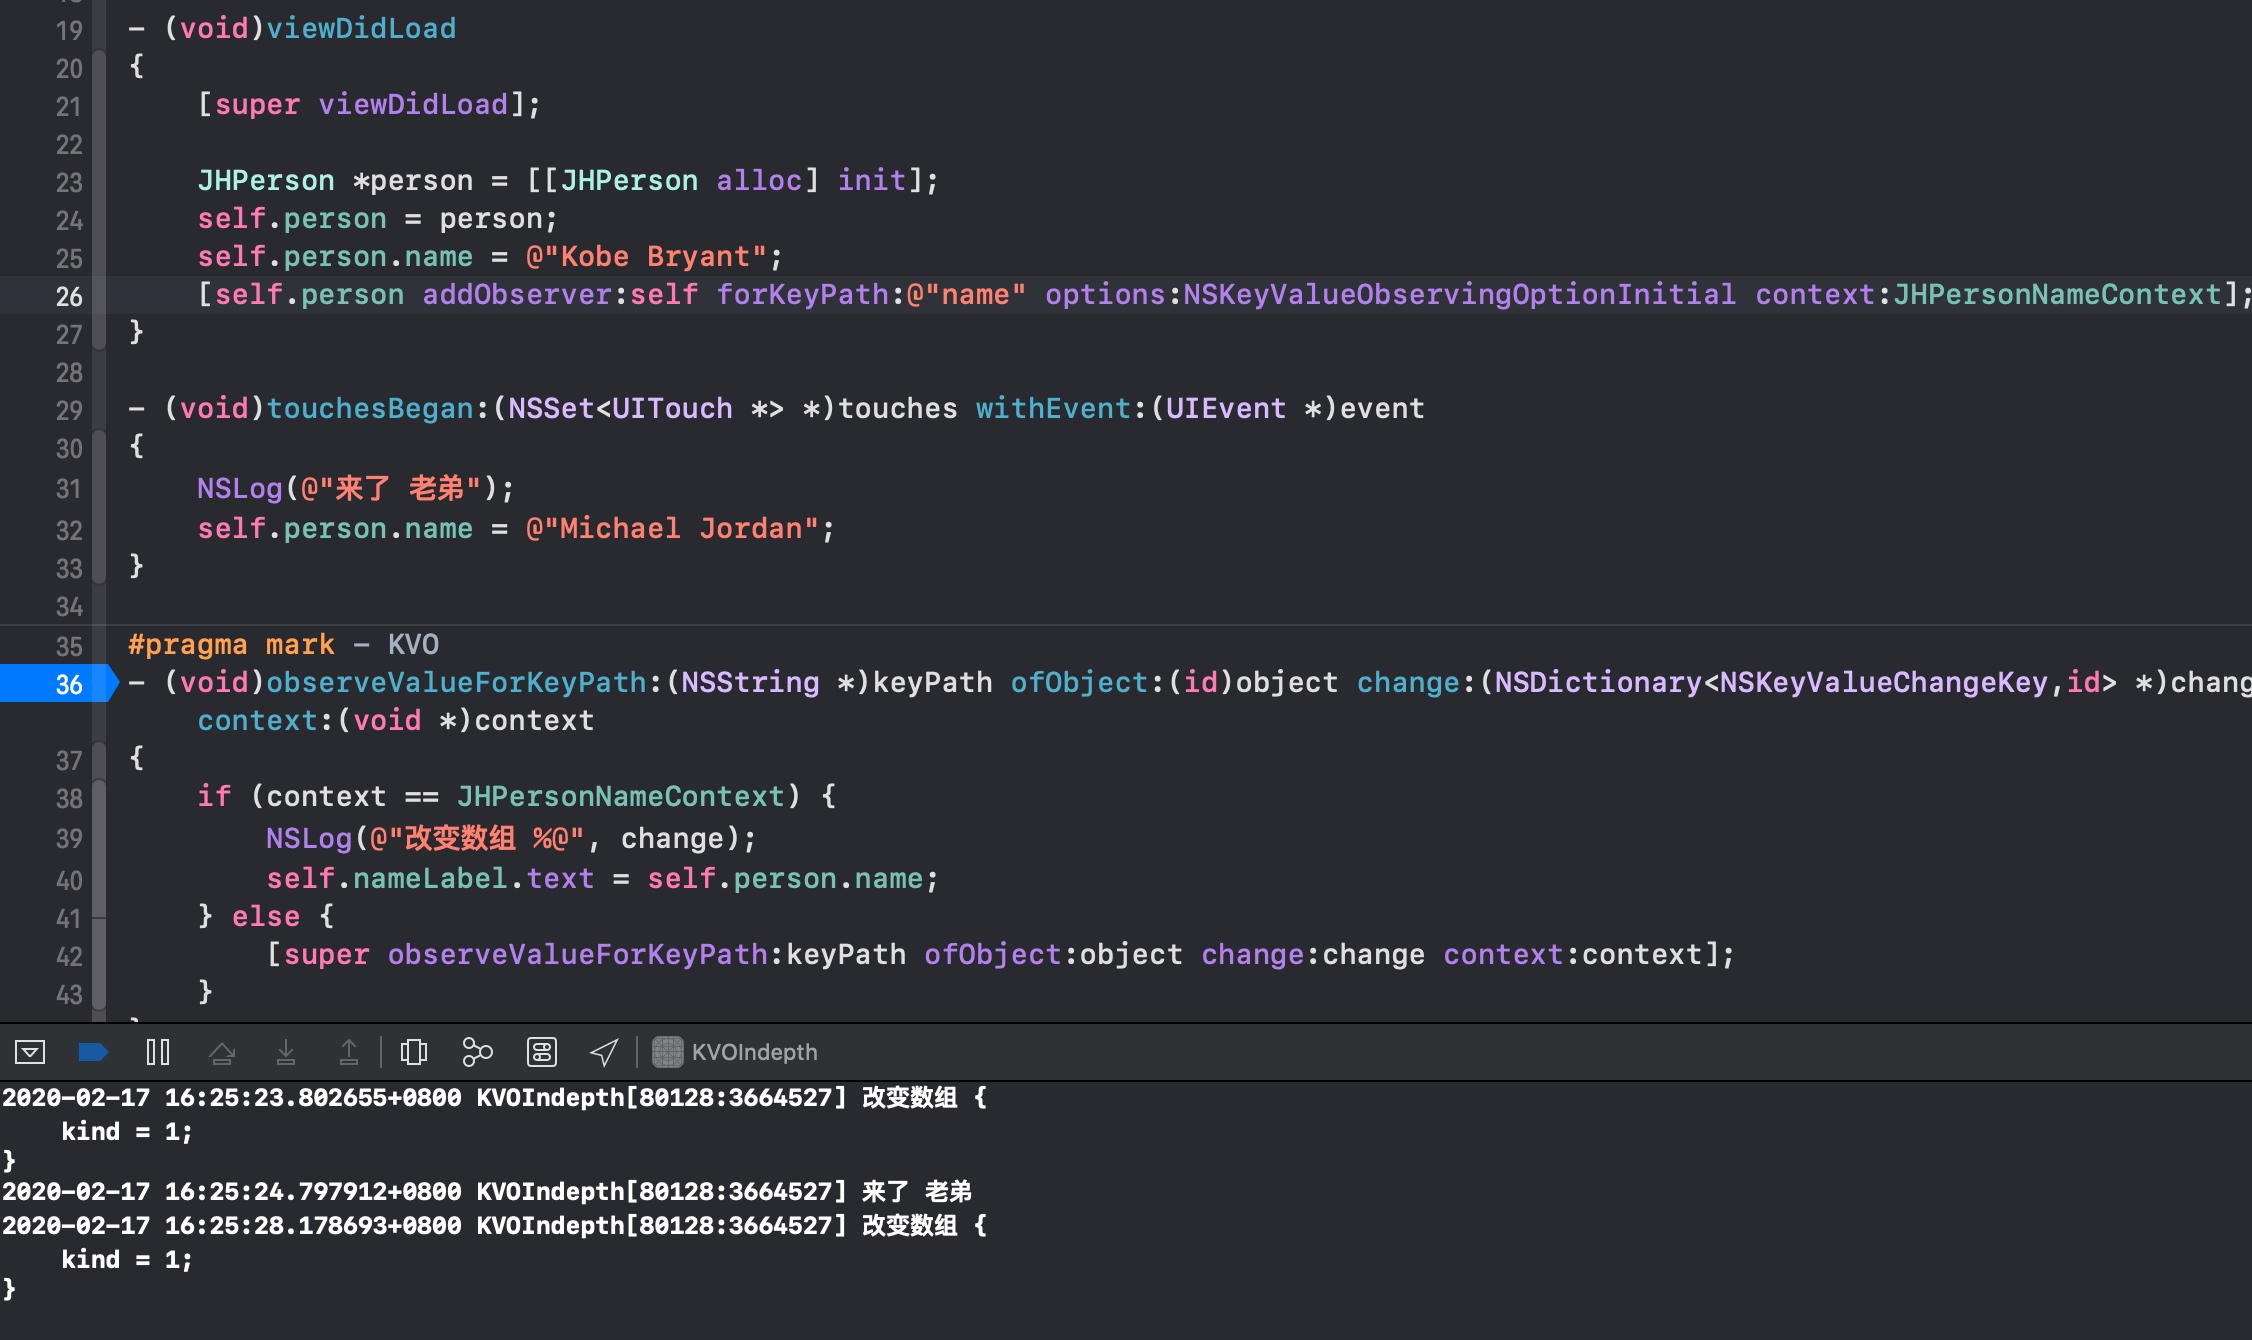 19 - (void)viewDidLoad
20 {
21     [super viewDidLoad];
22
23     JHPerson *person = [[JHPerson alloc] init];
24     self.person = person;
25     self.person.name = @"Kobe Bryant";
26     [self.person addObserver:self forKeyPath:@"name" options:NSKeyValueObservingOptionInitial context:JHPersonNameContext];
27 }
28
29 - (void)touchesBegan:(NSSet<UITouch *> *)touches withEvent:(UIEvent *)event
30 {
31     NSLog(@"来了 老弟");
32     self.person.name = @"Michael Jordan";
33 }
34
35 #pragma mark - KVO
36 - (void)observeValueForKeyPath:(NSString *)keyPath ofObject:(id)object change:(NSDictionary<NSKeyValueChangeKey,id> *)chang
    context:(void *)context
37 {
38     if (context == JHPersonNameContext) {
39         NSLog(@"改变数组 %@", change);
40         self.nameLabel.text = self.person.name;
41     } else {
42         [super observeValueForKeyPath:keyPath ofObject:object change:change context:context];
43     }
KVOIndepth
2020-02-17 16:25:23.802655+0800 KVOIndepth[80128:3664527] 改变数组 {
    kind = 1;
}
2020-02-17 16:25:24.797912+0800 KVOIndepth[80128:3664527] 来了 老弟
2020-02-17 16:25:28.178693+0800 KVOIndepth[80128:3664527] 改变数组 {
    kind = 1;
}